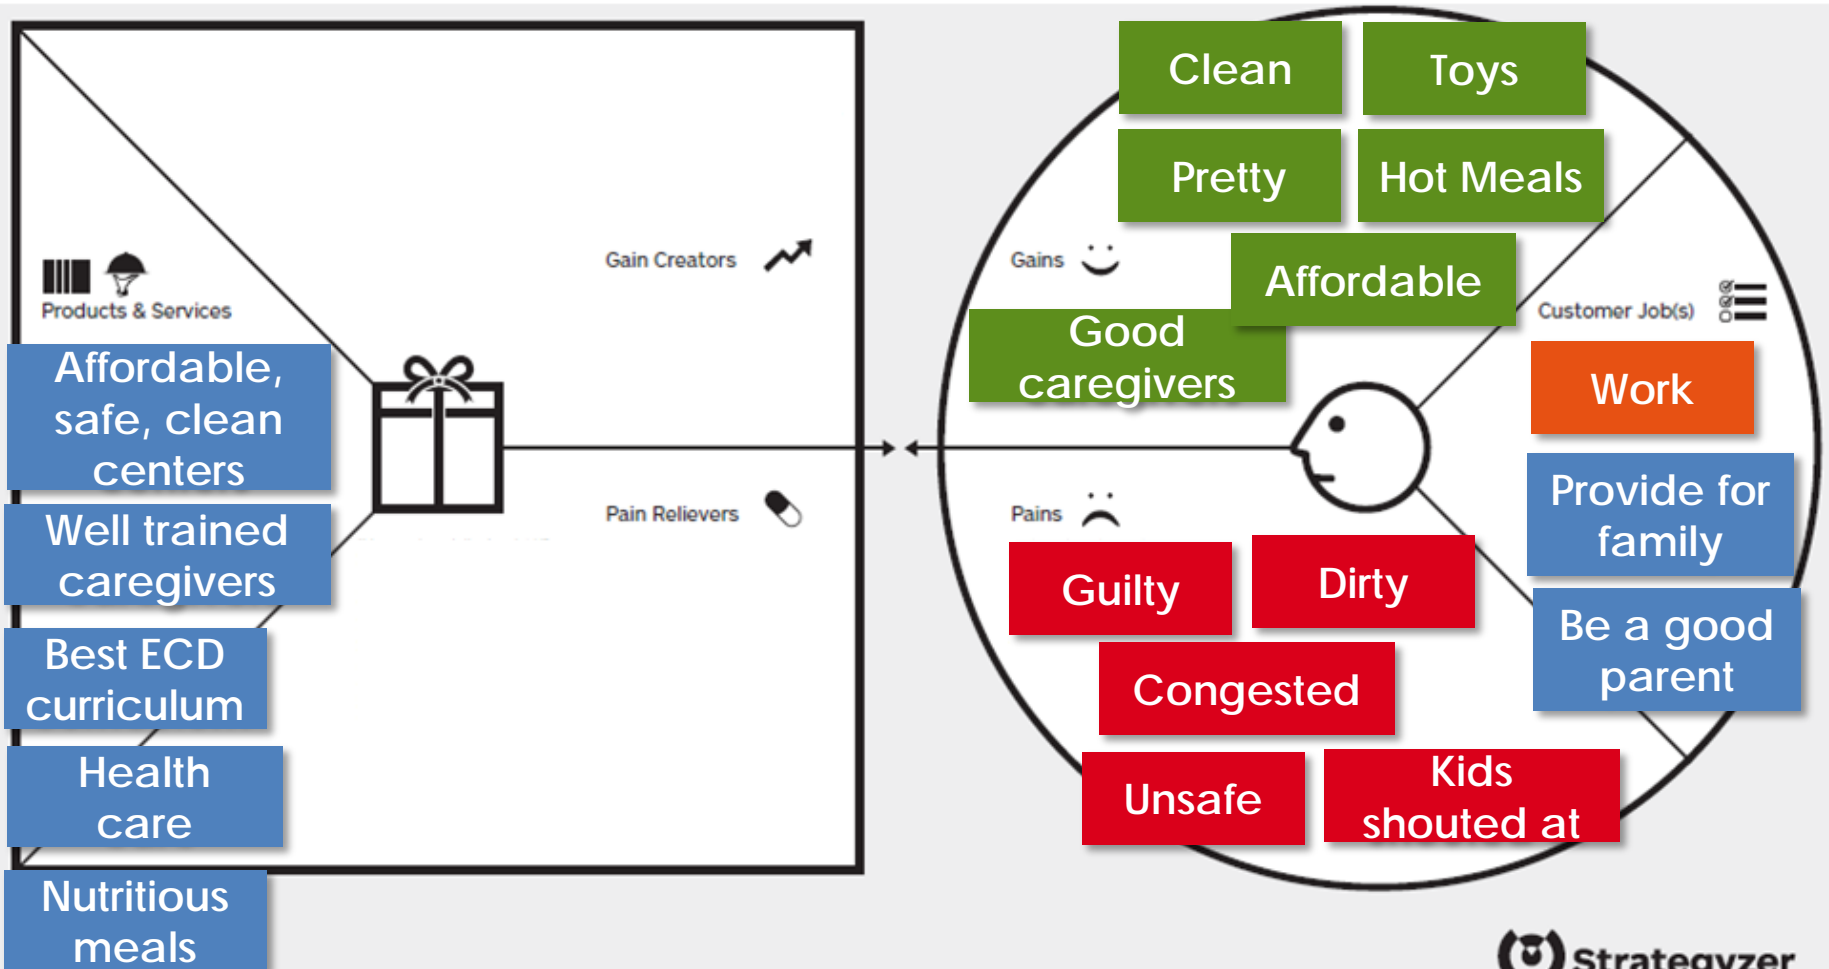 Products & Services
Affordable,
safe, clean
centers
Well trained
caregivers
Best ECD
curriculum
Health
care
Nutritious
meals
Gain Creators
Pain Relievers
Clean
Toys
Pretty
Hot Meals
Gains
Affordable
Good
caregivers
Customer Job(s)
Work
Provide for
family
Be a good
parent
Pains
Guilty
Dirty
Congested
Unsafe
Kids
shouted at
Strategyzer